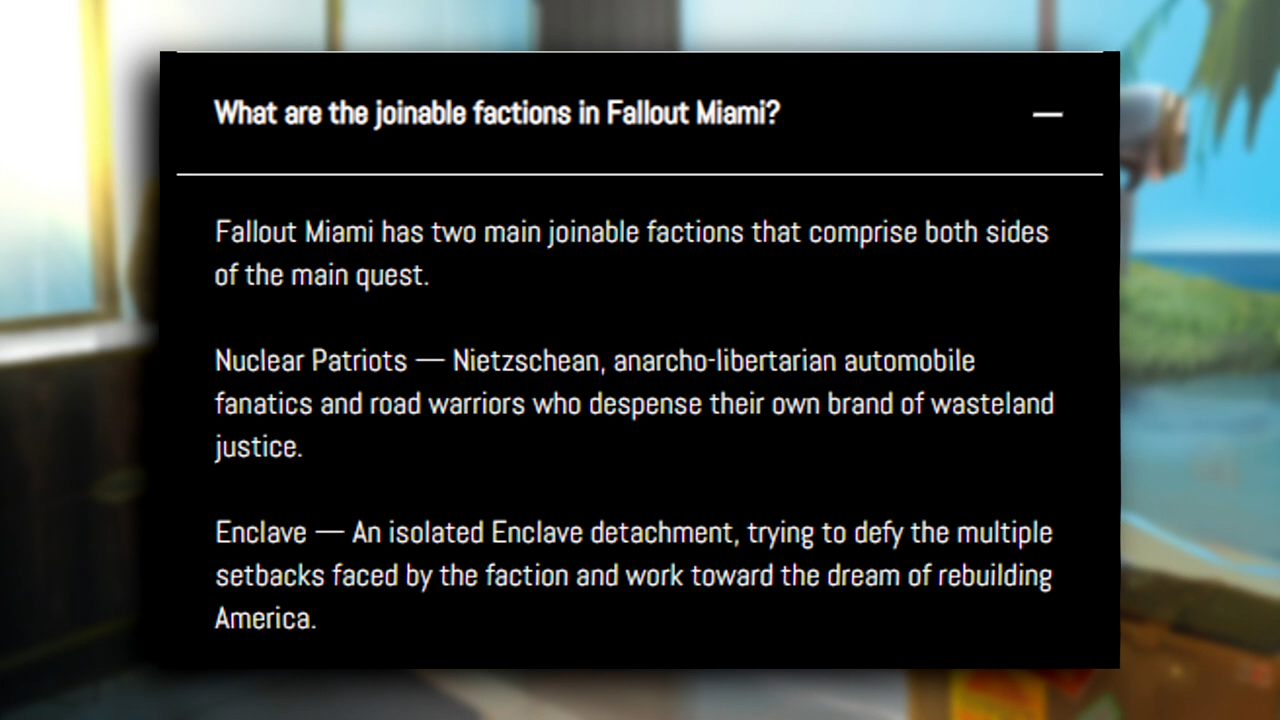 What are the joinable factions in Fallout Miami?
Fallout Miami has two main joinable factions that comprise both sides
of the main quest.
Nuclear Patriots — Nietzschean, anarcho-libertarian automobile
fanatics and road warriors who despense their own brand of wasteland
justice.
Enclave — An isolated Enclave detachment, trying to defy the multiple
setbacks faced by the faction and work toward the dream of rebuilding
America.